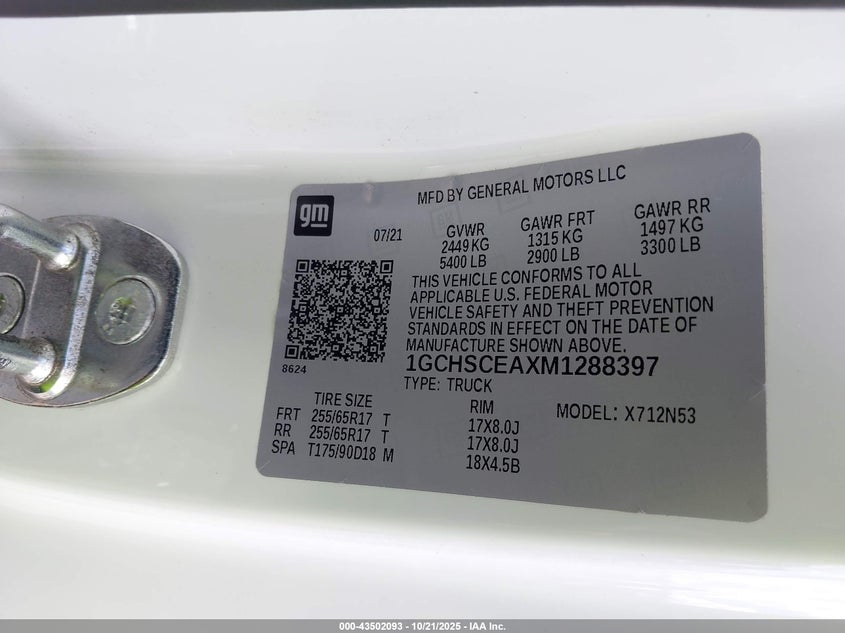 gm
MFD BY GENERAL MOTORS LLC
07/21
GVWR GAWR FRT GAWR RR
2449 KG 1315 KG 1497 KG
5400 LB 2900 LB 3300 LB
THIS VEHICLE CONFORMS TO ALL
APPLICABLE U.S. FEDERAL MOTOR
VEHICLE SAFETY AND THEFT PREVENTION
STANDARDS IN EFFECT ON THE DATE OF
MANUFACTURE SHOWN ABOVE.
8624
1GCHSCEAXM1288397
TYPE: TRUCK
TIRE SIZE RIM MODEL: X712N53
FRT 255/65R17 T 17X8.0J
RR 255/65R17 T 17X8.0J
SPA T175/90D18 M 18X4.5B
000-43502093 - 10/21/2025 - IAA Inc.